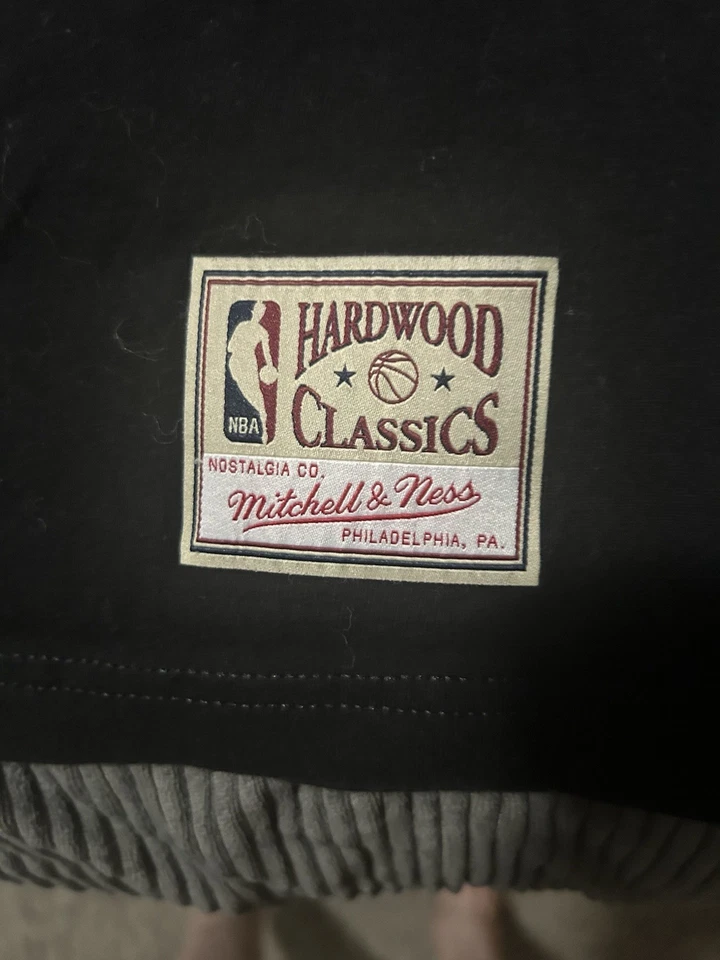 HARDWOOD
CLASSICS
NBA
NOSTALGIA CO.
Mitchell & Ness
PHILADELPHIA, PA.